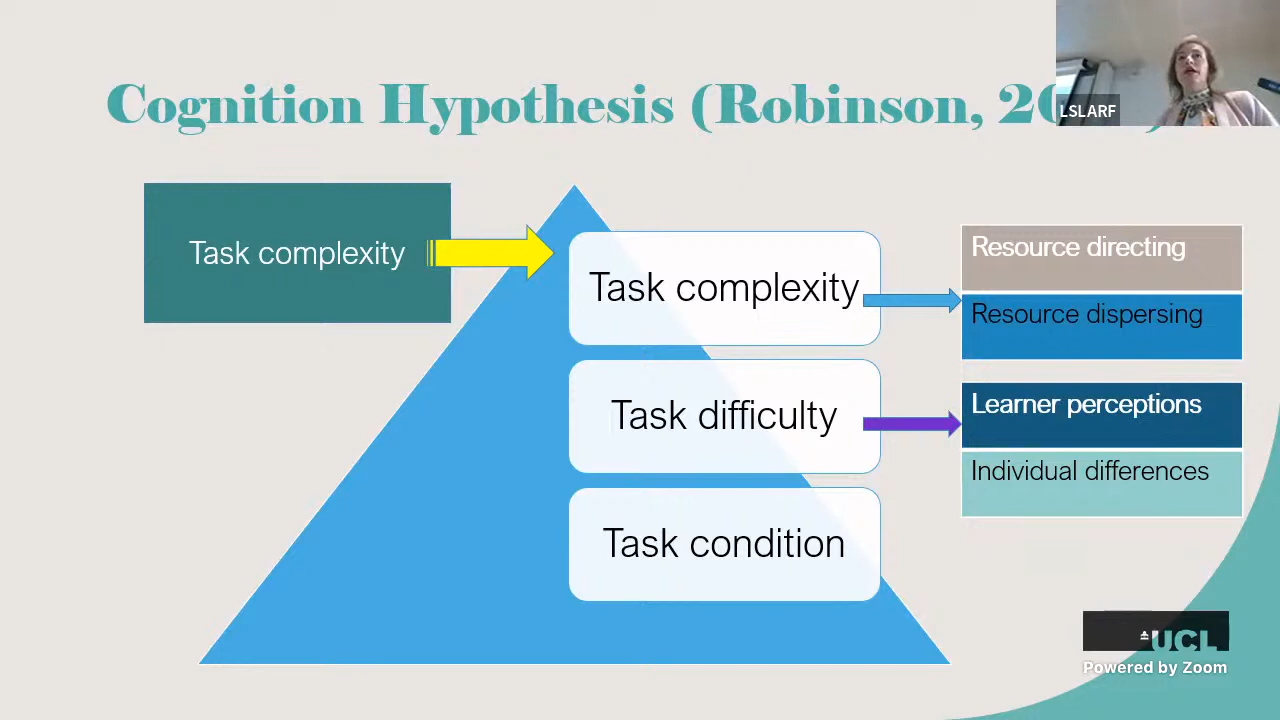 Cognition Hypothesis (Robinson,
LSLARF
Task complexity
Task complexity
Resource directing
Resource dispersing
Task difficulty
Learner perceptions
Individual differences
Task condition
UCL
Powered by Zoom